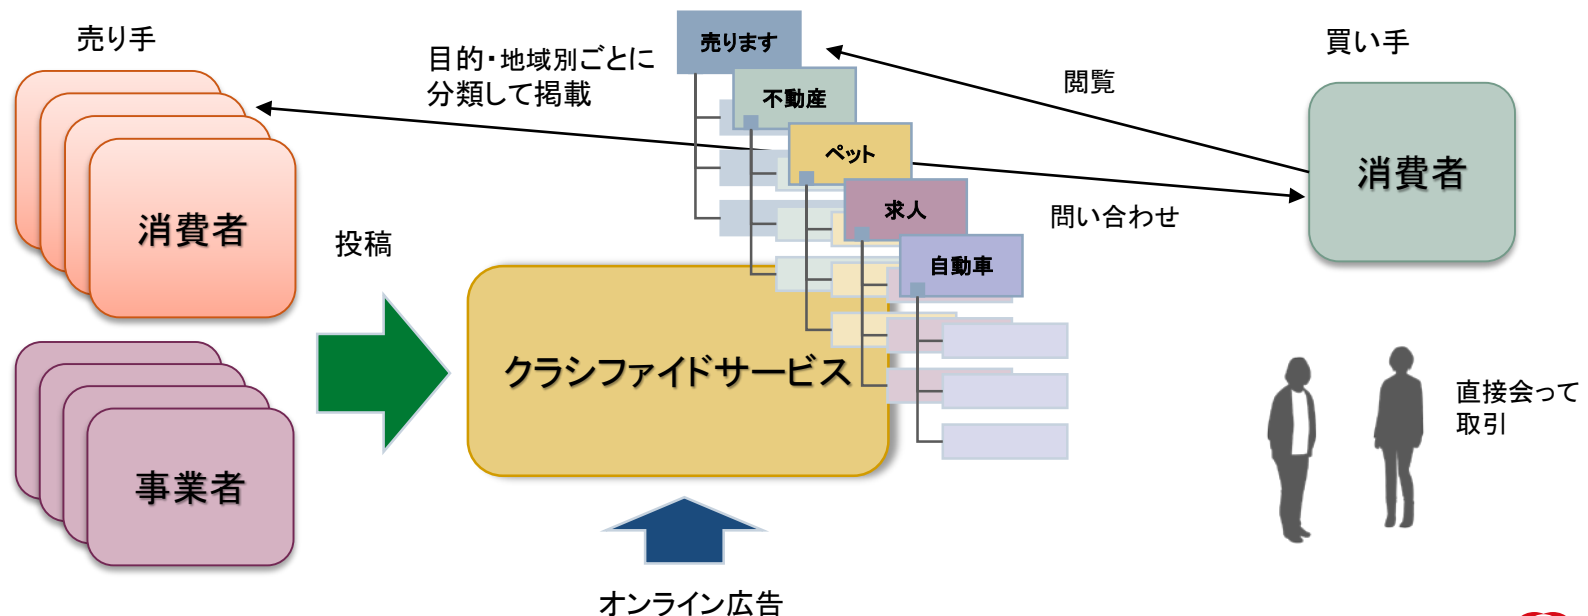 売り手
目的・地域別ごとに
分類して掲載
売ります
不動産
ペット
求人
自動車
閲覧
買い手
消費者
問い合わせ
消費者
投稿
クラシファイドサービス
事業者
直接会って
取引
オンライン広告